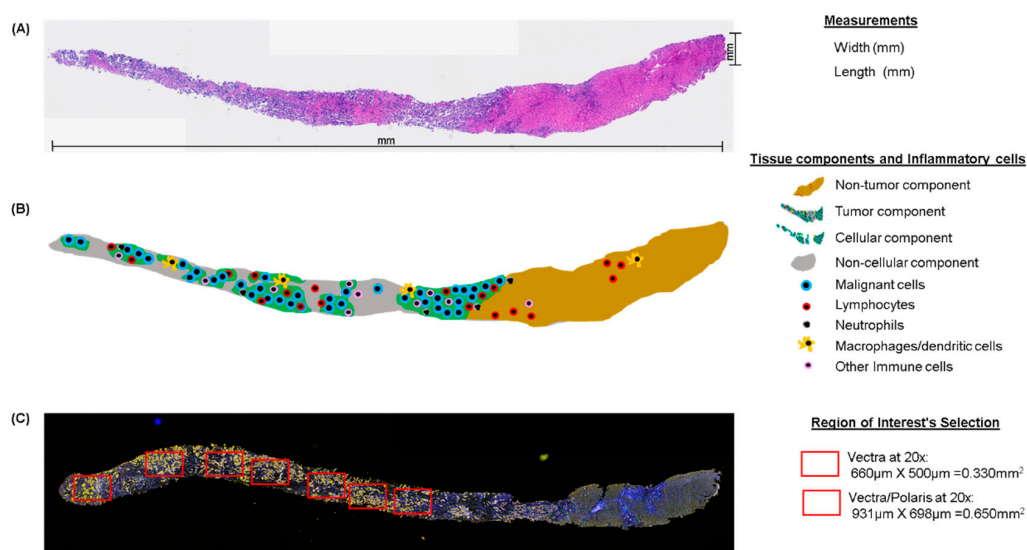 (A)
mm
mm
Measurements
Width (mm)
Length (mm)
Tissue components and Inflammatory cells
(B)
Non-tumor component
Tumor component
Cellular component
Non-cellular component
Malignant cells
Lymphocytes
Neutrophils
Macrophages/dendritic cells
Other Immune cells
(C)
Region of Interest's Selection
Vectra at 20x:
660µm X 500µm =0.330mm²
Vectra/Polaris at 20x:
931µm X 698µm=0.650mm²